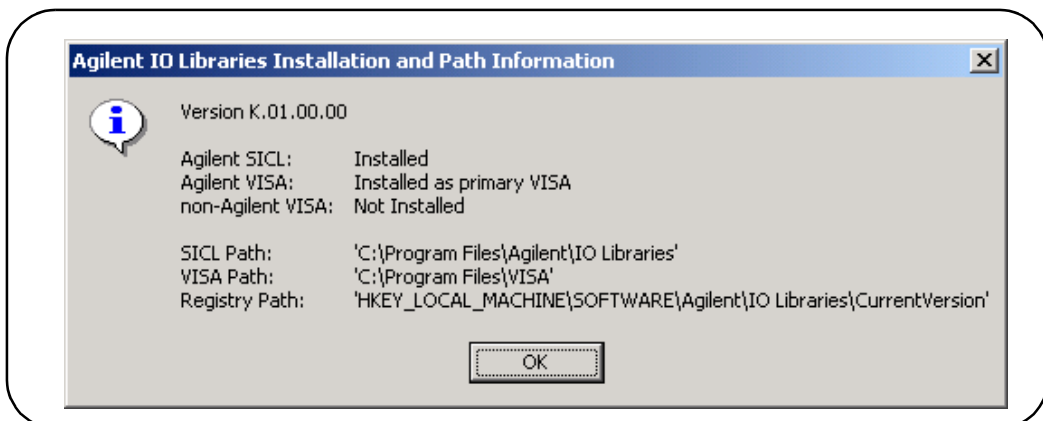 Agilent IO Libraries Installation and Path Information
Version K.01.00.00
Agilent SICL: Installed
Agilent VISA: Installed as primary VISA
non-Agilent VISA: Not Installed
SICL Path: 'C:\Program Files\Agilent\IO Libraries'
VISA Path: 'C:\Program Files\VISA'
Registry Path: 'HKEY_LOCAL_MACHINE\SOFTWARE\Agilent\IO Libraries\CurrentVersion'
OK